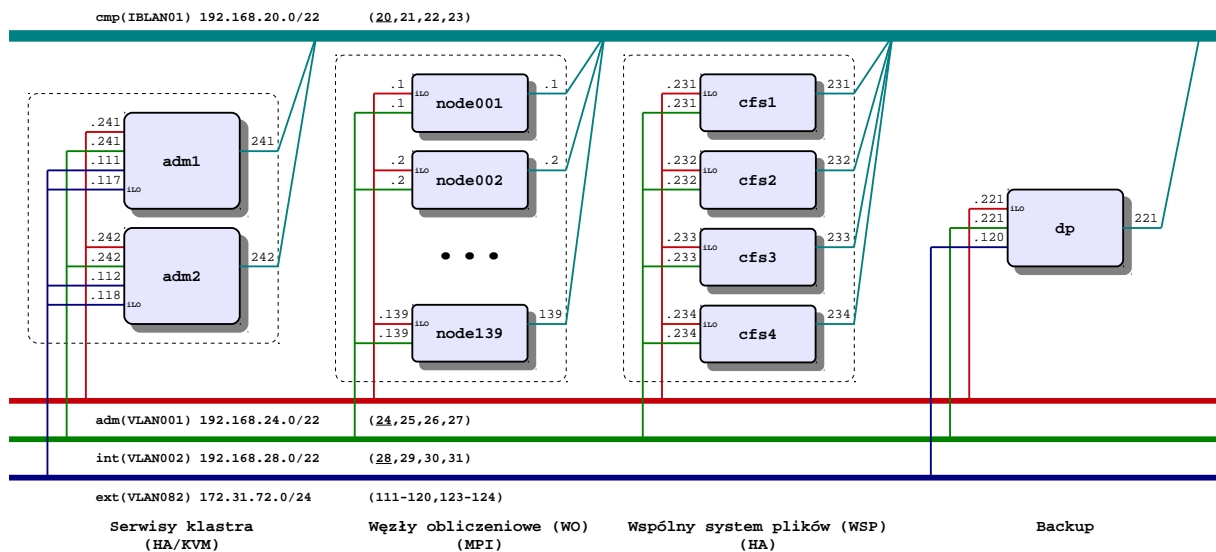 cmp(IBLAN01) 192.168.20.0/22 (20,21,22,23)
.241
.241
.111
.117
iLO
adm1
241
.242
.242
.112
.118
iLO
adm2
242
.1
.1
iLO
node001
.1
.2
.2
iLO
node002
.2
• • •
.139
.139
iLO
node139
139
.231
.231
iLO
cfs1
231
.232
.232
iLO
cfs2
232
.233
.233
iLO
cfs3
233
.234
.234
iLO
cfs4
234
.221
.221
.120
iLO
dp
221
adm(VLAN001) 192.168.24.0/22 (24,25,26,27)
int(VLAN002) 192.168.28.0/22 (28,29,30,31)
ext(VLAN082) 172.31.72.0/24 (111-120,123-124)
Serwisy klastra
(HA/KVM)
Węzły obliczeniowe (WO)
(MPI)
Wspólny system plików (WSP)
(HA)
Backup